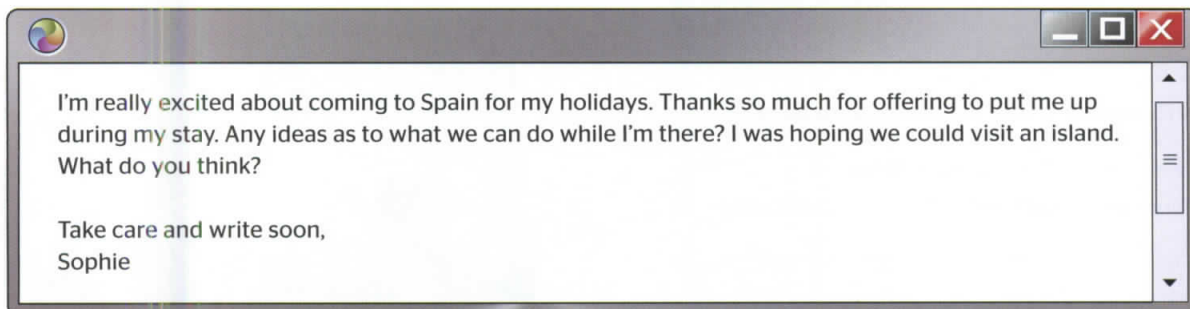 I'm really excited about coming to Spain for my holidays. Thanks so much for offering to put me up
during my stay. Any ideas as to what we can do while I'm there? I was hoping we could visit an island.
What do you think?
Take care and write soon,
Sophie